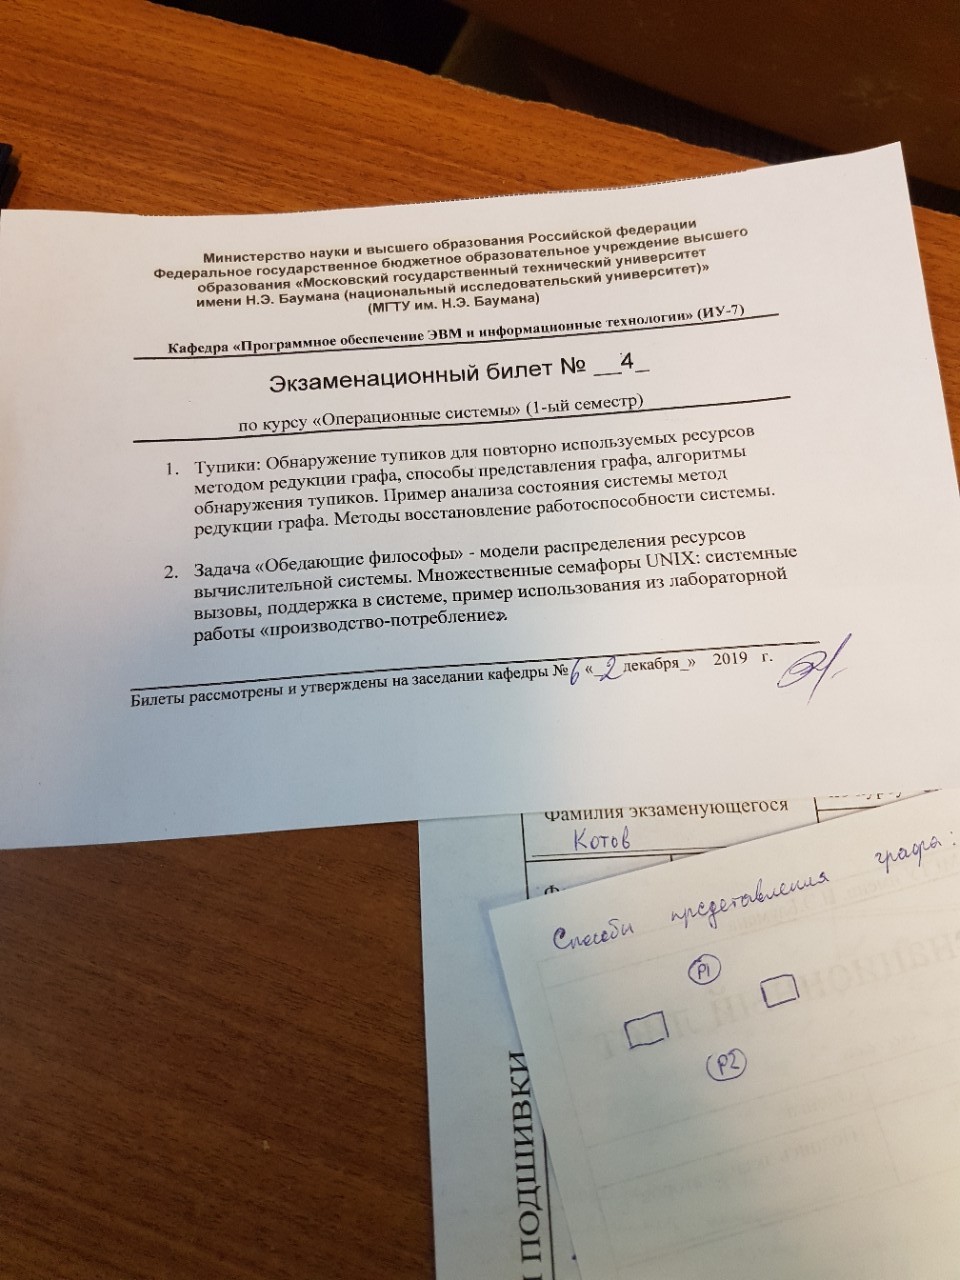 Министерство науки и высшего образования Российской федерации
Федеральное государственное бюджетное образовательное учреждение высшего
образования «Московский государственный технический университет
имени Н.Э. Баумана (национальный исследовательский университет)»
(МГТУ им. Н.Э. Баумана)
Кафедра «Программное обеспечение ЭВМ и информационные технологии» (ИУ-7)
Экзаменационный билет № __4_
по курсу «Операционные системы» (1-ый семестр)
1. Тупики: Обнаружение тупиков для повторно используемых ресурсов
методом редукции графа, способы представления графа, алгоритмы
обнаружения тупиков. Пример анализа состояния системы метод
редукции графа. Методы восстановление работоспособности системы.
2. Задача «Обедающие философы» - модели распределения ресурсов
вычислительной системы. Множественные семафоры UNIX: системные
вызовы, поддержка в системе, пример использования из лабораторной
работы «производство-потребление».
Билеты рассмотрены и утверждены на заседании кафедры №6 «_2 декабря_» 2019 г.
Фамилия экзаменующегося
Котов
Способы представления графа:
P1
P2
ПОДШИВКИ